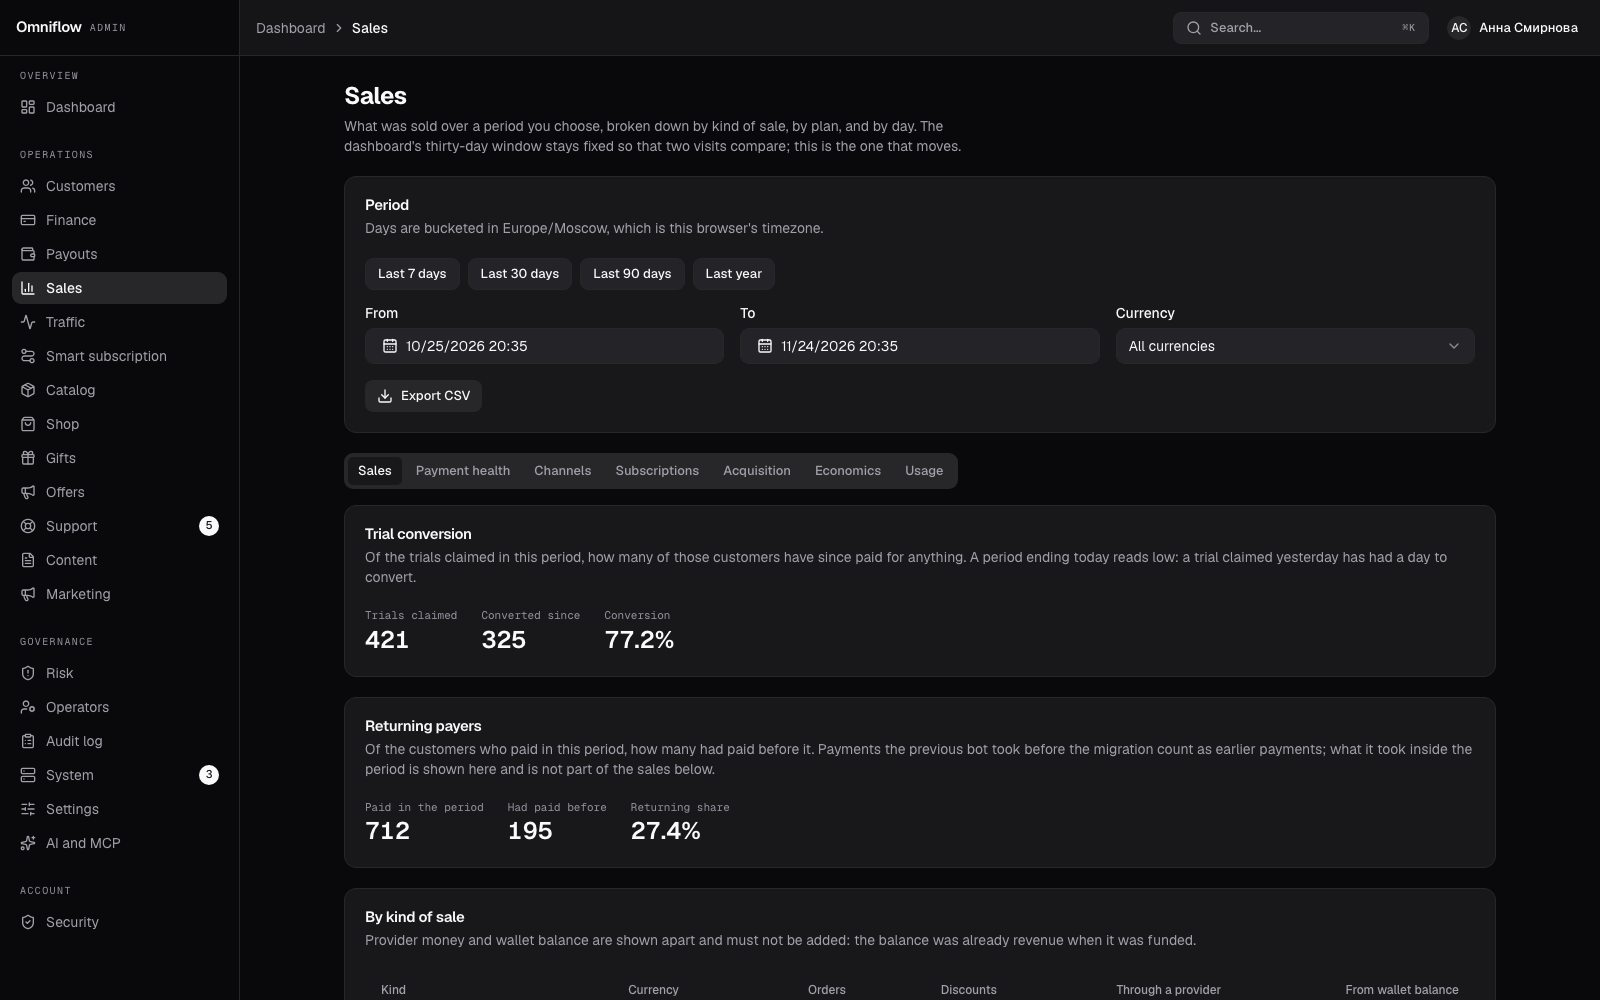 Omniflow ADMIN
Dashboard > Sales
Search...
⌘K
AC
Анна Смирнова
OVERVIEW
Dashboard
OPERATIONS
Customers
Finance
Payouts
Sales
Traffic
Smart subscription
Catalog
Shop
Gifts
Offers
Support
5
Content
Marketing
GOVERNANCE
Risk
Operators
Audit log
System
3
Settings
AI and MCP
ACCOUNT
Security
Sales
What was sold over a period you choose, broken down by kind of sale, by plan, and by day. The
dashboard's thirty-day window stays fixed so that two visits compare; this is the one that moves.
Period
Days are bucketed in Europe/Moscow, which is this browser's timezone.
Last 7 days
Last 30 days
Last 90 days
Last year
From
To
Currency
10/25/2026 20:35
11/24/2026 20:35
All currencies
Export CSV
Sales
Payment health
Channels
Subscriptions
Acquisition
Economics
Usage
Trial conversion
Of the trials claimed in this period, how many of those customers have since paid for anything. A period ending today reads low: a trial claimed yesterday has had a day to
convert.
Trials claimed
Converted since
Conversion
421
325
77.2%
Returning payers
Of the customers who paid in this period, how many had paid before it. Payments the previous bot took before the migration count as earlier payments; what it took inside the
period is shown here and is not part of the sales below.
Paid in the period
Had paid before
Returning share
712
195
27.4%
By kind of sale
Provider money and wallet balance are shown apart and must not be added: the balance was already revenue when it was funded.
Kind
Currency
Orders
Discounts
Through a provider
From wallet balance